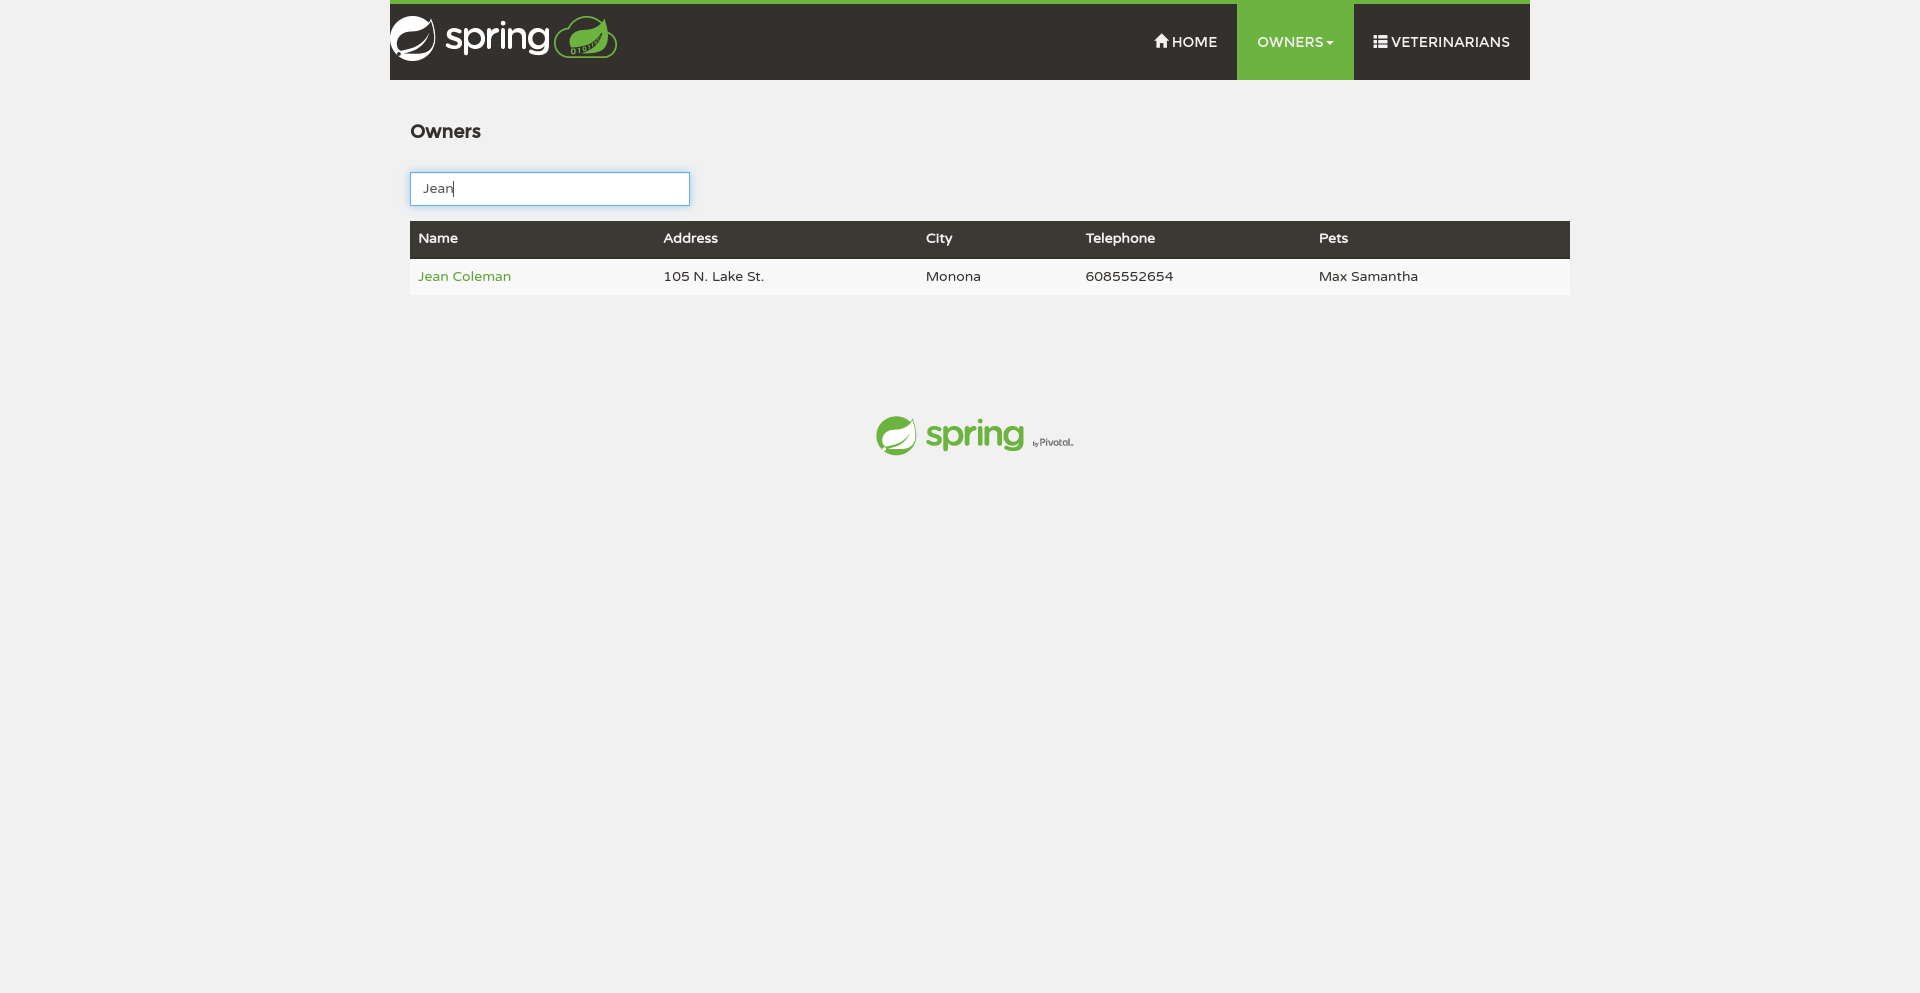 spring
HOME
OWNERS
VETERINARIANS
Owners
Jean
Name Address City Telephone Pets
Jean Coleman 105 N. Lake St. Monona 6085552654 Max Samantha
spring by Pivotal.